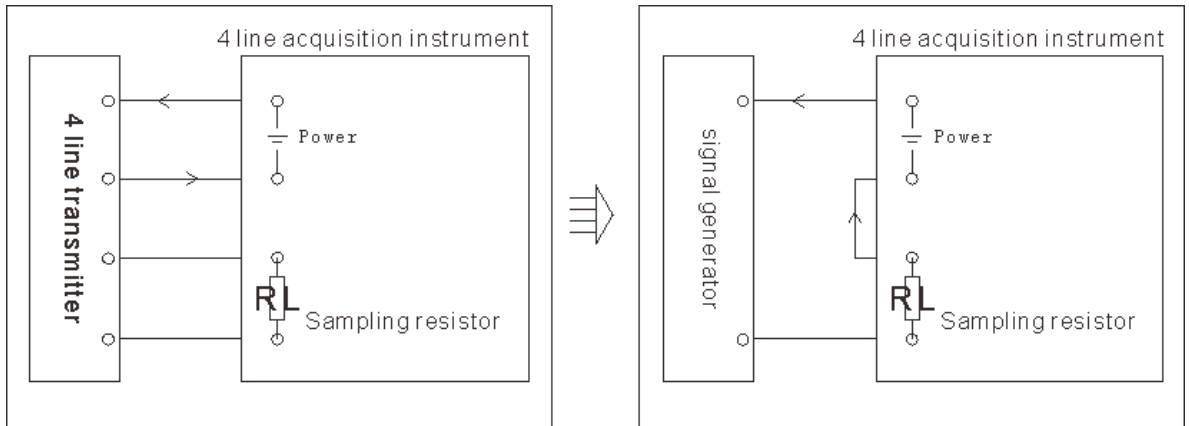 4 line acquisition instrument
4 line transmitter
Power
RL
Sampling resistor
4 line acquisition instrument
signal generator
Power
RL
Sampling resistor